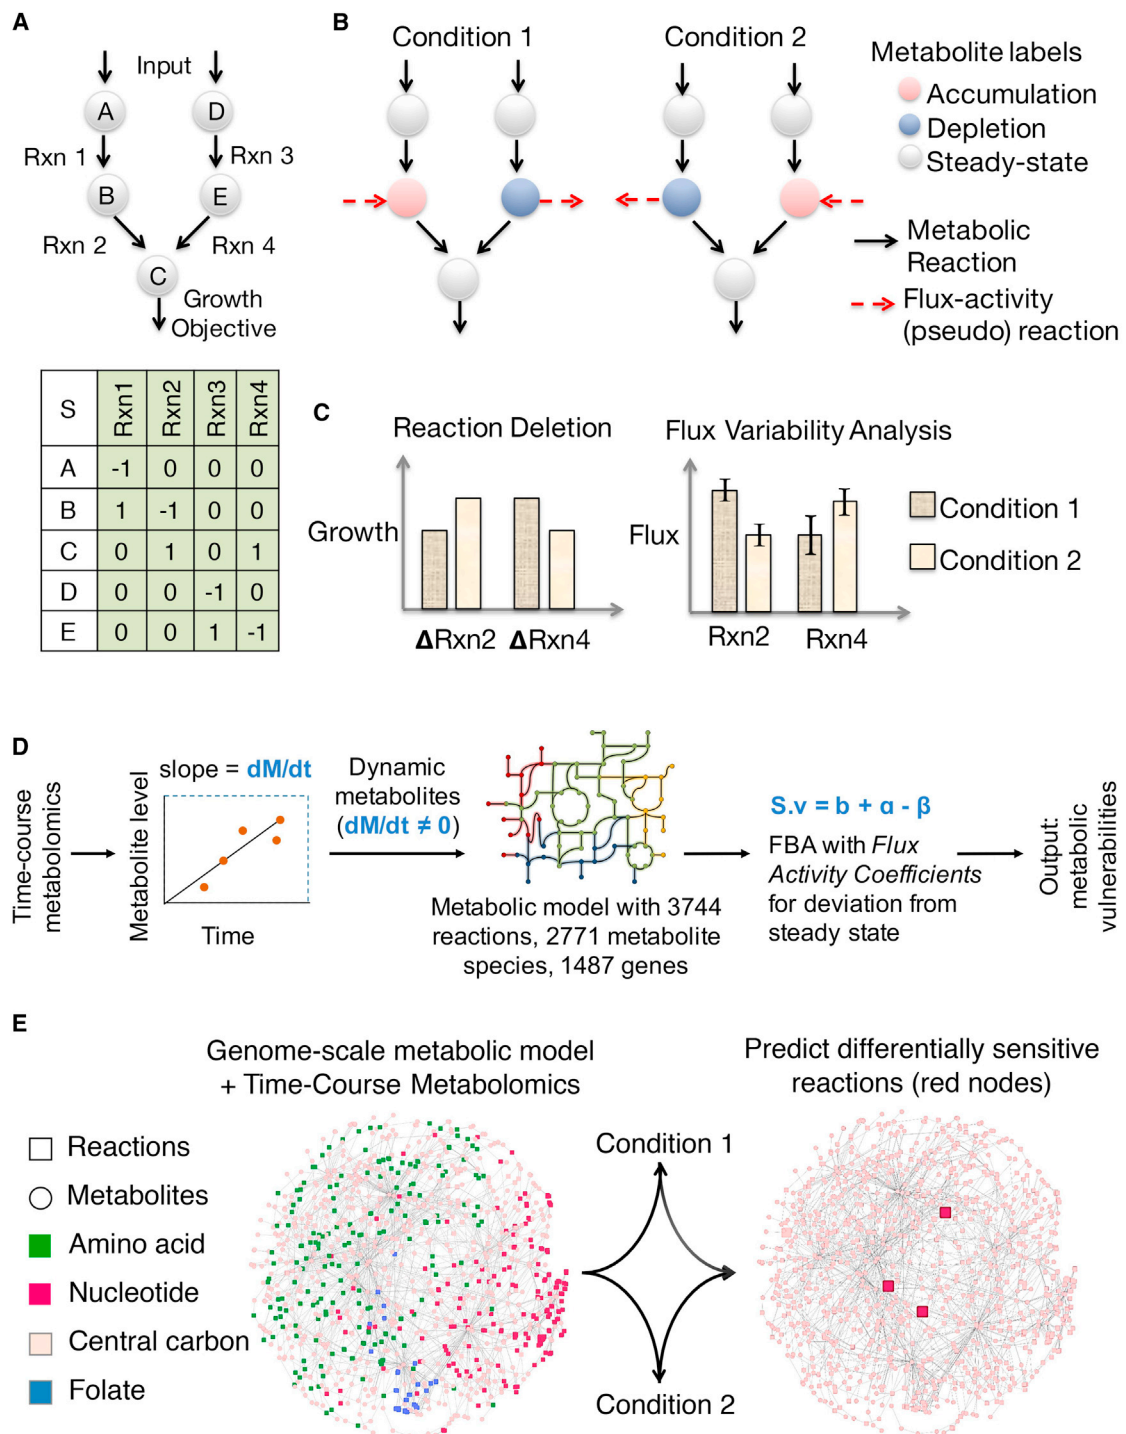 A
Input
A
D
Rxn 1
Rxn 3
B
E
Rxn 2
Rxn 4
C
Growth
Objective
S
Rxn1
Rxn2
Rxn3
Rxn4
A -1 0 0 0
B 1 -1 0 0
C 0 1 0 1
D 0 0 -1 0
E 0 0 1 -1
B
Condition 1
Condition 2
Metabolite labels
Accumulation
Depletion
Steady-state
Metabolic
Reaction
Flux-activity
(pseudo) reaction
C
Reaction Deletion
Growth
ΔRxn2 ΔRxn4
Flux Variability Analysis
Flux
Rxn2 Rxn4
Condition 1
Condition 2
D
Time-course
metabolomics
slope = dM/dt
Metabolite level
Time
Dynamic
metabolites
(dM/dt ≠ 0)
Metabolic model with 3744
reactions, 2771 metabolite
species, 1487 genes
S.v = b + α - β
FBA with Flux
Activity Coefficients
for deviation from
steady state
Output:
metabolic
vulnerabilities
E
Genome-scale metabolic model
+ Time-Course Metabolomics
Predict differentially sensitive
reactions (red nodes)
Reactions
Metabolites
Amino acid
Nucleotide
Central carbon
Folate
Condition 1
Condition 2